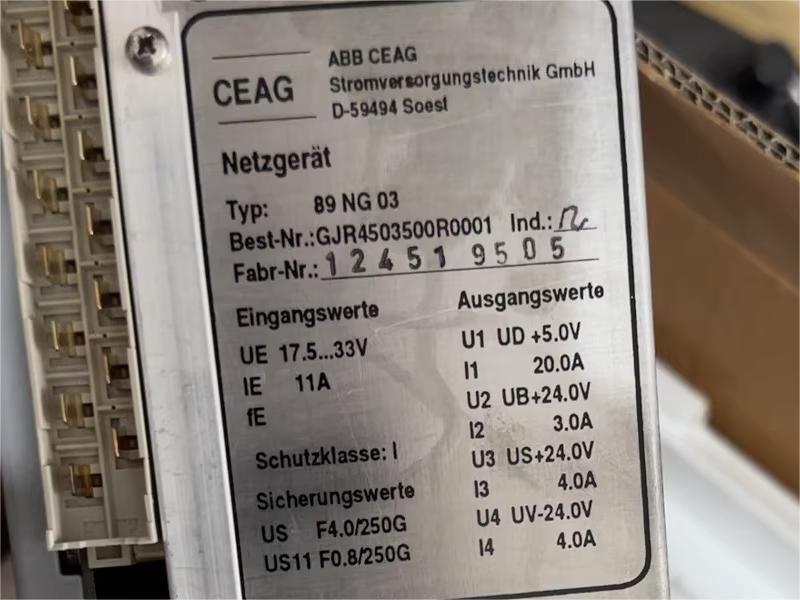 CEAG
ABB CEAG
Stromversorgungstechnik GmbH
D-59494 Soest
Netzgerät
Typ: 89 NG 03
Best-Nr.:GJR4503500R0001 Ind.:
Fabr-Nr.: 12451 9505
Eingangswerte
UE 17.5...33V
IE 11A
fE
Schutzklasse: I
Sicherungswerte
US F4.0/250G
US11 F0.8/250G
Ausgangswerte
U1 UD +5.0V
I1 20.0A
U2 UB+24.0V
I2 3.0A
U3 US+24.0V
I3 4.0A
U4 UV-24.0V
I4 4.0A